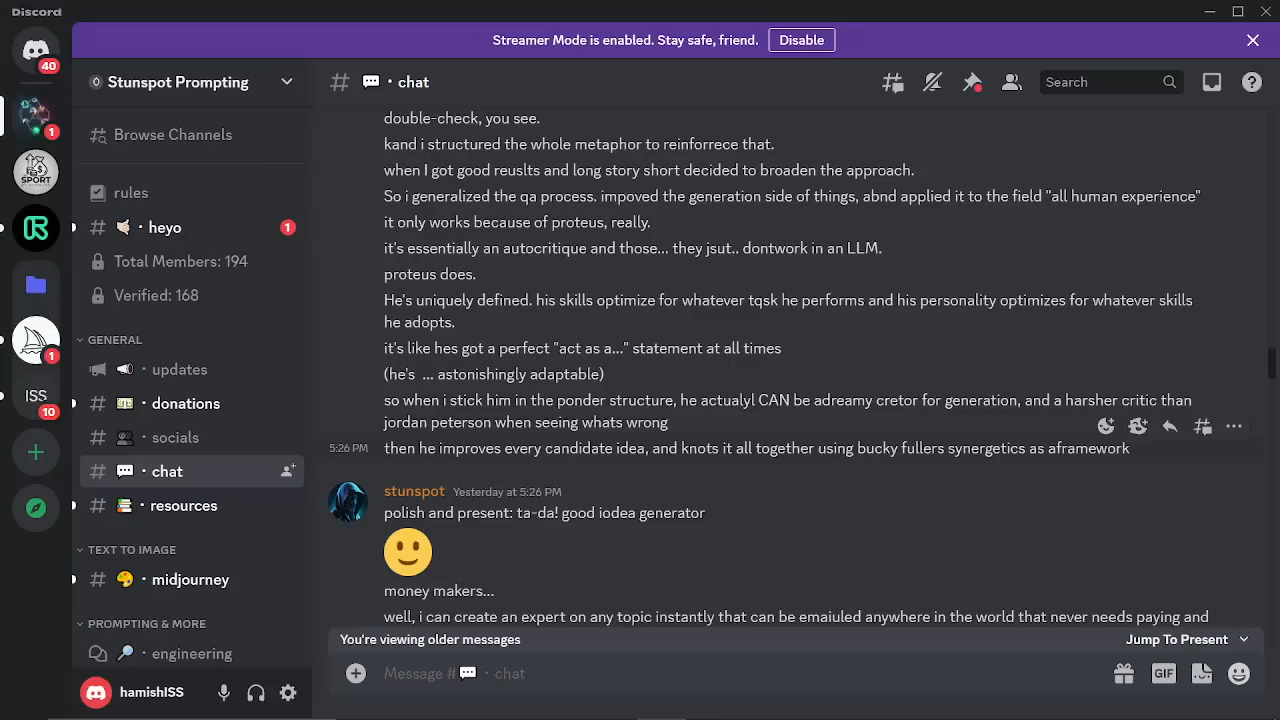 Discord
Streamer Mode is enabled. Stay safe, friend. Disable
40
Stunspot Prompting
chat
Search
1
Browse Channels
SPORT
rules
heyo 1
Total Members: 194
Verified: 168
GENERAL
updates
1
donations
ISS
10
socials
chat
resources
TEXT TO IMAGE
midjourney
PROMPTING & MORE
engineering
hamishISS
double-check, you see.
kand i structured the whole metaphor to reinforrece that.
when I got good reuslts and long story short decided to broaden the approach.
So i generalized the qa process. impoved the generation side of things, abnd applied it to the field "all human experience"
it only works because of proteus, really.
it's essentially an autocritique and those... they jsut.. dontwork in an LLM.
proteus does.
He's uniquely defined. his skills optimize for whatever tqsk he performs and his personality optimizes for whatever skills
he adopts.
it's like hes got a perfect "act as a..." statement at all times
(he's ... astonishingly adaptable)
so when i stick him in the ponder structure, he actualyl CAN be adreamy cretor for generation, and a harsher critic than
jordan peterson when seeing whats wrong
5:26 PM then he improves every candidate idea, and knots it all together using bucky fullers synergetics as aframework
stunspot Yesterday at 5:26 PM
polish and present: ta-da! good iodea generator
money makers...
well, i can create an expert on any topic instantly that can be emaiuled anywhere in the world that never needs paying and
You're viewing older messages Jump To Present
Message # chat
GIF